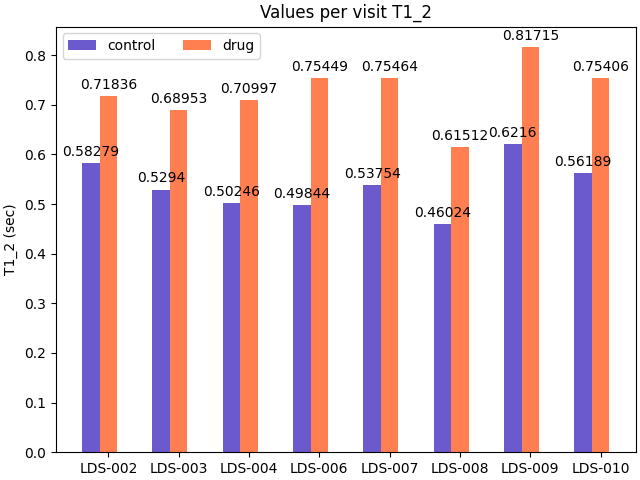 Values per visit T1_2
control drug
0.58279 0.71836 0.5294 0.68953 0.50246 0.70997 0.49844 0.75449 0.53754 0.75464 0.46024 0.61512 0.6216 0.81715 0.56189 0.75406
T1_2 (sec)
0.8
0.7
0.6
0.5
0.4
0.3
0.2
0.1
0.0
LDS-002 LDS-003 LDS-004 LDS-006 LDS-007 LDS-008 LDS-009 LDS-010